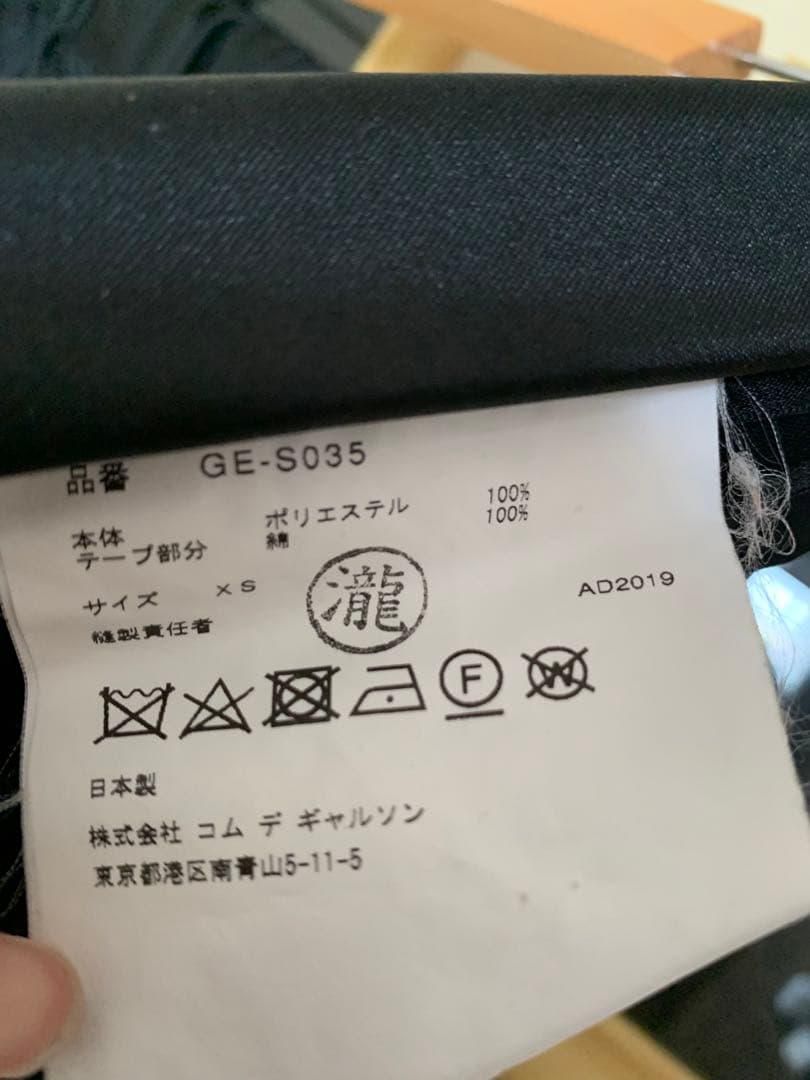 品番 GE-S035
本体 ポリエステル 100%
テープ部分 綿 100%
サイズ XS
縫製責任者 瀧 AD2019
F W
日本製
株式会社 コム デ ギャルソン
東京都港区南青山5-11-5